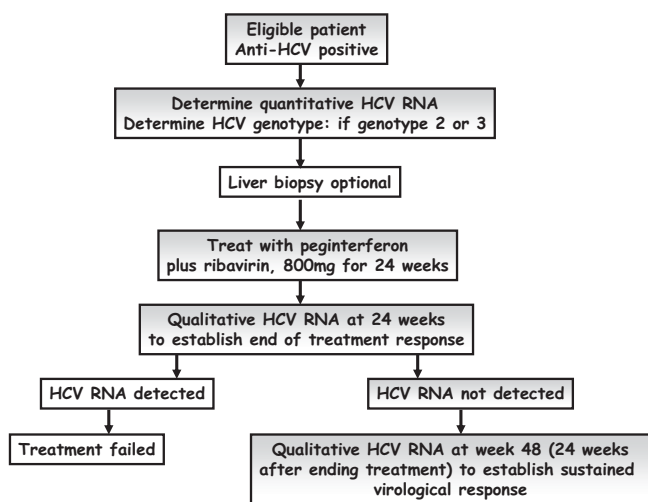 Eligible patient
Anti-HCV positive
Determine quantitative HCV RNA
Determine HCV genotype: if genotype 2 or 3
Liver biopsy optional
Treat with peginterferon
plus ribavirin, 800mg for 24 weeks
Qualitative HCV RNA at 24 weeks
to establish end of treatment response
HCV RNA detected
HCV RNA not detected
Treatment failed
Qualitative HCV RNA at week 48 (24 weeks
after ending treatment) to establish sustained
virological response